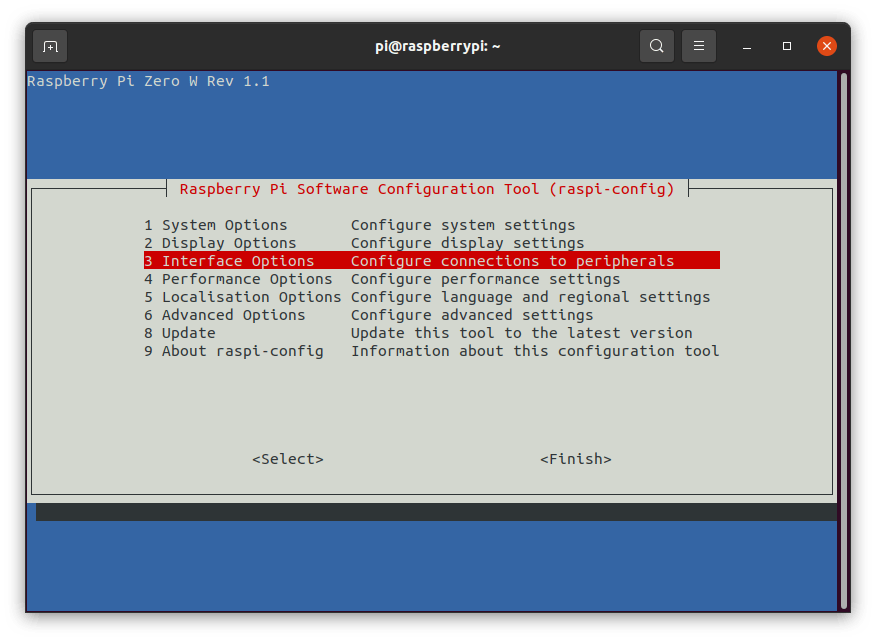 pi@raspberrypi: ~
Raspberry Pi Zero W Rev 1.1
Raspberry Pi Software Configuration Tool (raspi-config)
1 System Options Configure system settings
2 Display Options Configure display settings
3 Interface Options Configure connections to peripherals
4 Performance Options Configure performance settings
5 Localisation Options Configure language and regional settings
6 Advanced Options Configure advanced settings
8 Update Update this tool to the latest version
9 About raspi-config Information about this configuration tool
<Select> <Finish>